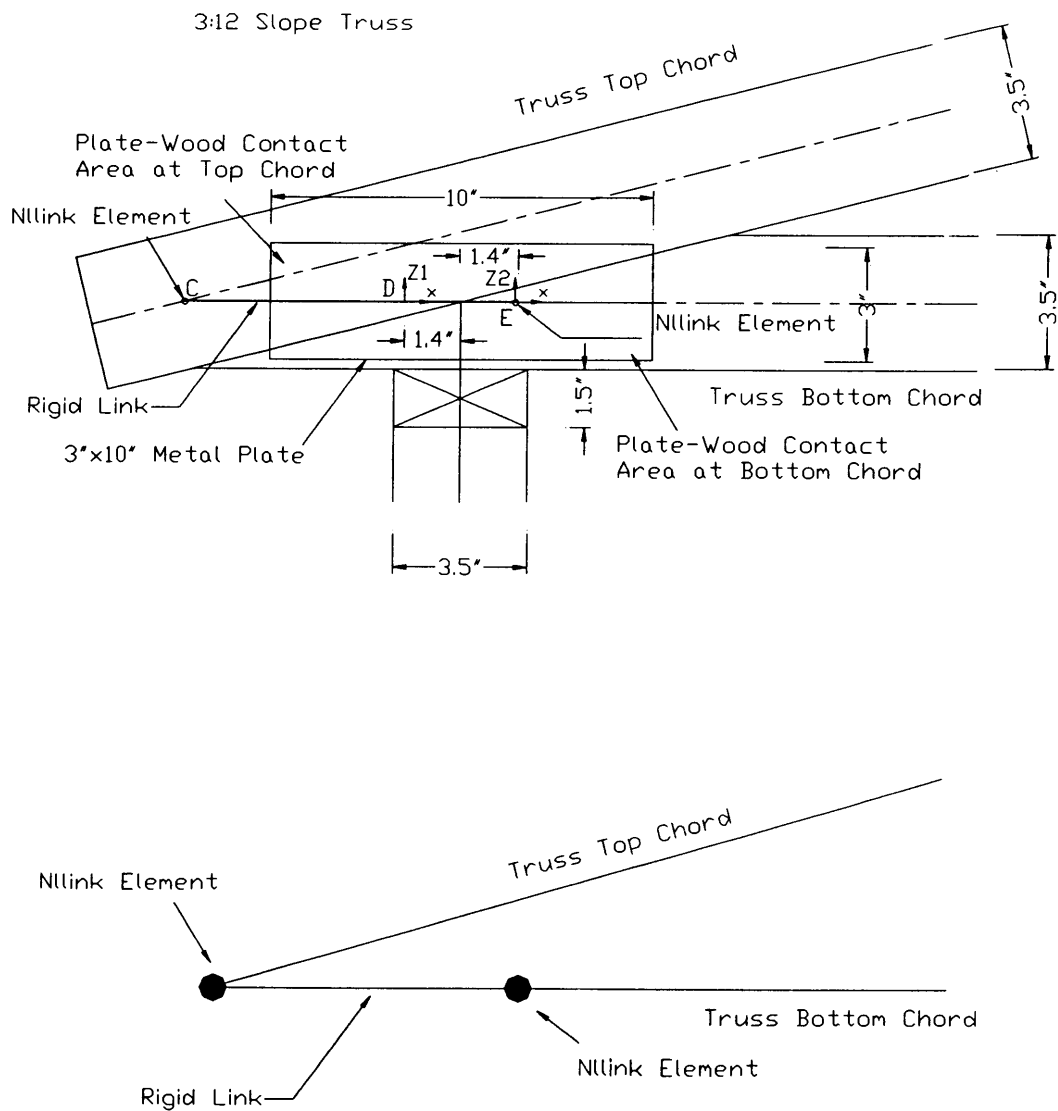 3:12 Slope Truss
Truss Top Chord
3.5"
Plate-Wood Contact
Area at Top Chord
10"
Nllink Element
1.4"
C
D
Z1
x
Z2
x
E
3"
3.5"
Nllink Element
1.4"
Rigid Link
1.5"
Truss Bottom Chord
3"x10" Metal Plate
Plate-Wood Contact
Area at Bottom Chord
3.5"
Truss Top Chord
Nllink Element
Truss Bottom Chord
Nllink Element
Rigid Link